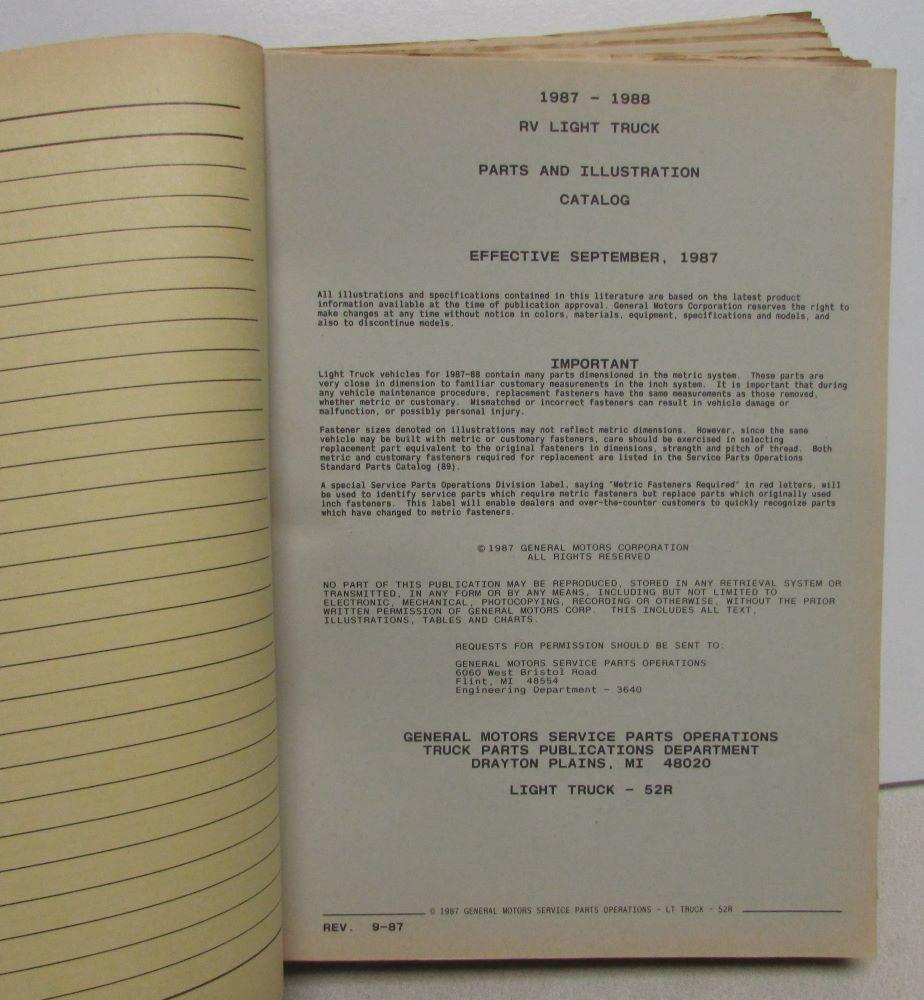 1987 - 1988
RV LIGHT TRUCK
PARTS AND ILLUSTRATION
CATALOG
EFFECTIVE SEPTEMBER, 1987
All illustrations and specifications contained in this literature are based on the latest product
information available at the time of publication approval. General Motors Corporation reserves the right to
make changes at any time without notice in colors, materials, equipment, specifications and models, and
also to discontinue models.
IMPORTANT
Light Truck vehicles for 1987-88 contain many parts dimensioned in the metric system. These parts are
very close in dimension to familiar customary measurements in the inch system. It is important that during
any vehicle maintenance procedure, replacement fasteners have the same measurements as those removed,
whether metric or customary. Mismatched or incorrect fasteners can result in vehicle damage or
malfunction, or possibly personal injury.
Fastener sizes denoted on illustrations may not reflect metric dimensions. However, since the same
vehicle may be built with metric or customary fasteners, care should be exercised in selecting
replacement part equivalent to the original fasteners in dimensions, strength and pitch of thread. Both
metric and customary fasteners required for replacement are listed in the Service Parts Operations
Standard Parts Catalog (89).
A special Service Parts Operations Division label, saying "Metric Fasteners Required" in red letters, will
be used to identify service parts which require metric fasteners but replace parts which originally used
inch fasteners. This label will enable dealers and over-the-counter customers to quickly recognize parts
which have changed to metric fasteners.
© 1987 GENERAL MOTORS CORPORATION
ALL RIGHTS RESERVED
NO PART OF THIS PUBLICATION MAY BE REPRODUCED, STORED IN ANY RETRIEVAL SYSTEM OR
TRANSMITTED, IN ANY FORM OR BY ANY MEANS, INCLUDING BUT NOT LIMITED TO
ELECTRONIC, MECHANICAL, PHOTOCOPYING, RECORDING OR OTHERWISE, WITHOUT THE PRIOR
WRITTEN PERMISSION OF GENERAL MOTORS CORP. THIS INCLUDES ALL TEXT,
ILLUSTRATIONS, TABLES AND CHARTS.
REQUESTS FOR PERMISSION SHOULD BE SENT TO:
GENERAL MOTORS SERVICE PARTS OPERATIONS
6060 West Bristol Road
Flint, MI 48554
Engineering Department - 3640
GENERAL MOTORS SERVICE PARTS OPERATIONS
TRUCK PARTS PUBLICATIONS DEPARTMENT
DRAYTON PLAINS, MI 48020
LIGHT TRUCK - 52R
© 1987 GENERAL MOTORS SERVICE PARTS OPERATIONS - LT TRUCK - 52R
REV. 9-87